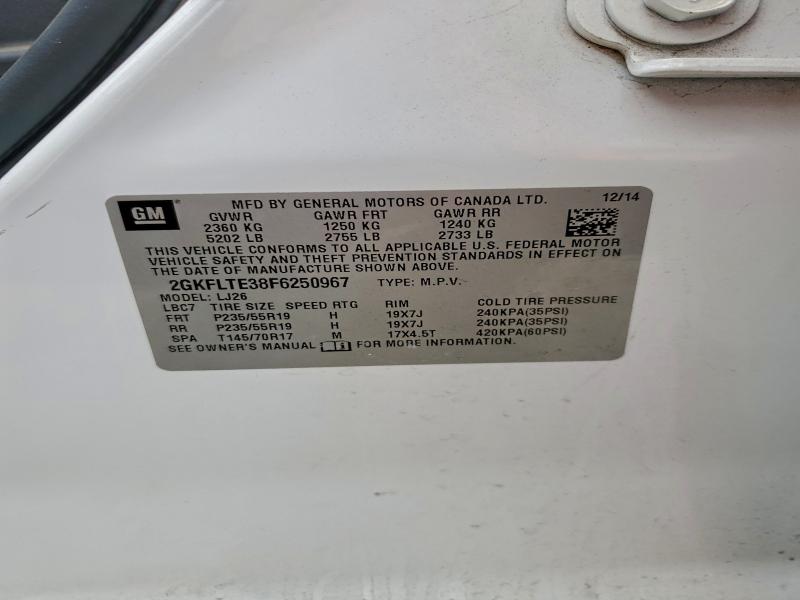 GM MFD BY GENERAL MOTORS OF CANADA LTD. 12/14
GVWR GAWR FRT GAWR RR
2360 KG 1250 KG 1240 KG
5202 LB 2755 LB 2733 LB
THIS VEHICLE CONFORMS TO ALL APPLICABLE U.S. FEDERAL MOTOR
VEHICLE SAFETY AND THEFT PREVENTION STANDARDS IN EFFECT ON
THE DATE OF MANUFACTURE SHOWN ABOVE.
2GKFLTE38F6250967 TYPE: M.P.V.
MODEL: LJ26
LBC7 TIRE SIZE SPEED RTG RIM COLD TIRE PRESSURE
FRT P235/55R19 H 19X7J 240KPA(35PSI)
RR P235/55R19 H 19X7J 240KPA(35PSI)
SPA T145/70R17 M 17X4.5T 420KPA(60PSI)
SEE OWNER'S MANUAL FOR MORE INFORMATION.